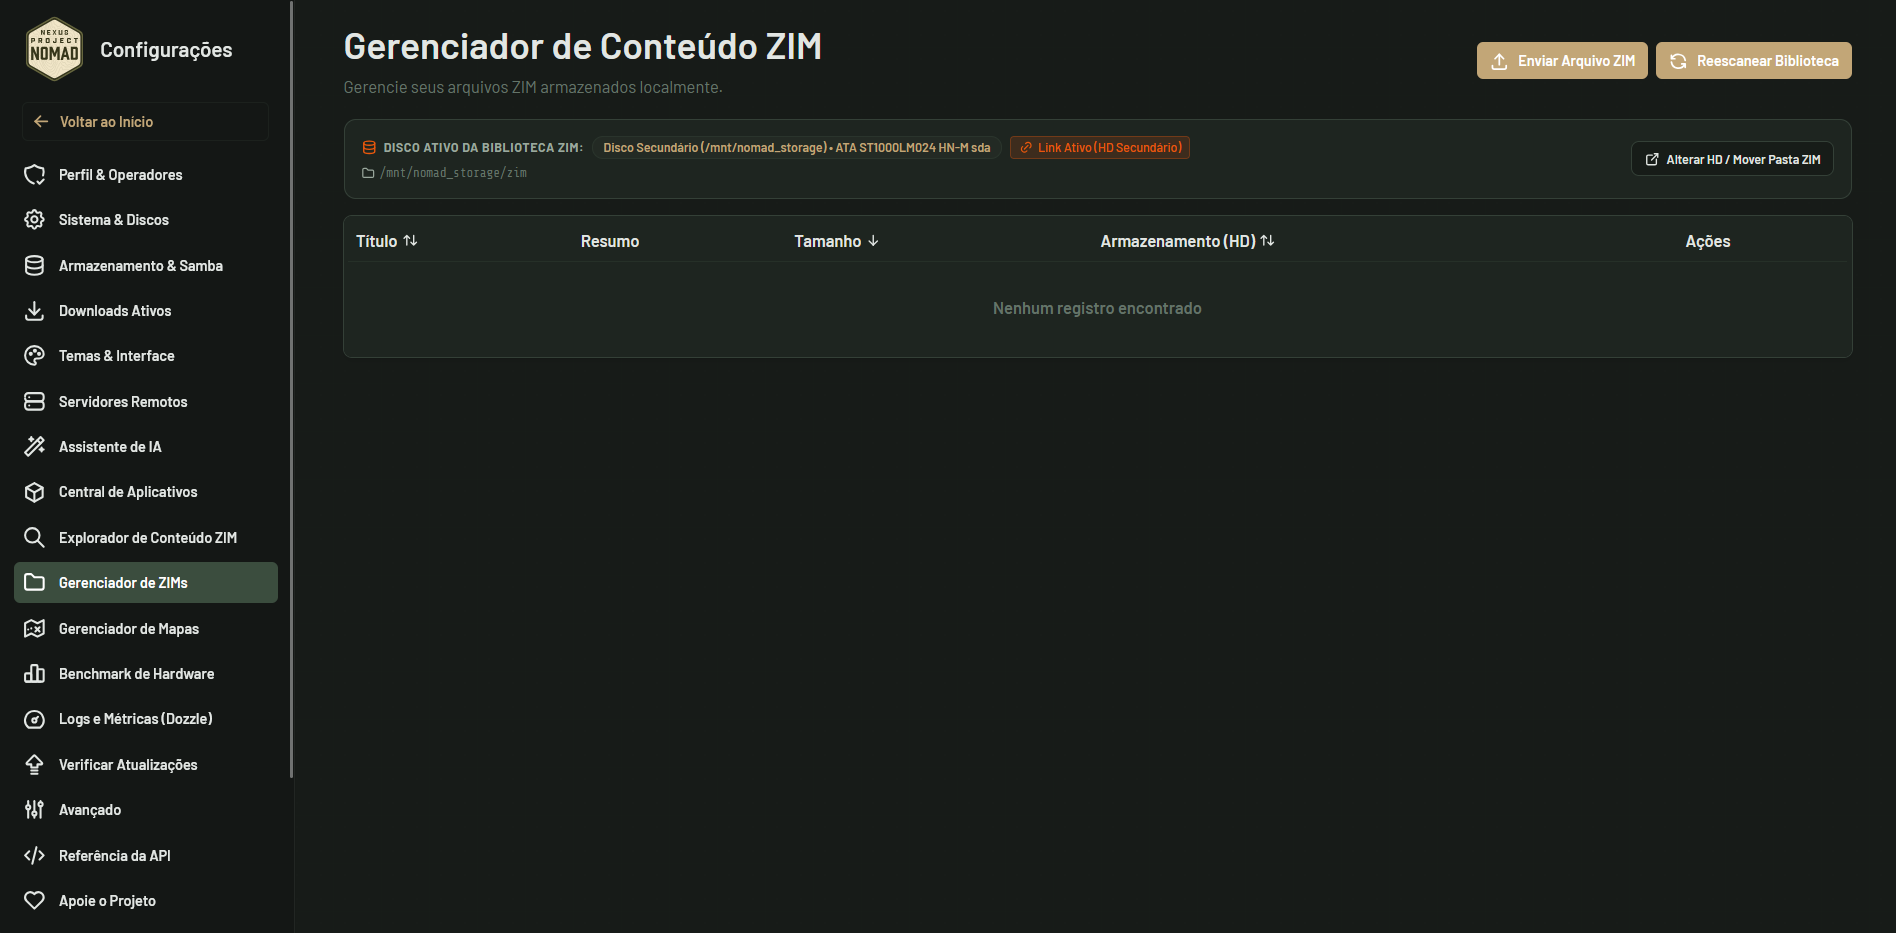 NEXUS
PROJECT
NOMAD
Configurações
Voltar ao Início
Perfil & Operadores
Sistema & Discos
Armazenamento & Samba
Downloads Ativos
Temas & Interface
Servidores Remotos
Assistente de IA
Central de Aplicativos
Explorador de Conteúdo ZIM
Gerenciador de ZIMs
Gerenciador de Mapas
Benchmark de Hardware
Logs e Métricas (Dozzle)
Verificar Atualizações
Avançado
Referência da API
Apoie o Projeto
Gerenciador de Conteúdo ZIM
Gerencie seus arquivos ZIM armazenados localmente.
Enviar Arquivo ZIM
Reescanear Biblioteca
DISCO ATIVO DA BIBLIOTECA ZIM: Disco Secundário (/mnt/nomad_storage) • ATA ST1000LM024 HN-M sda Link Ativo (HD Secundário)
/mnt/nomad_storage/zim
Alterar HD / Mover Pasta ZIM
Título Resumo Tamanho Armazenamento (HD) Ações
Nenhum registro encontrado